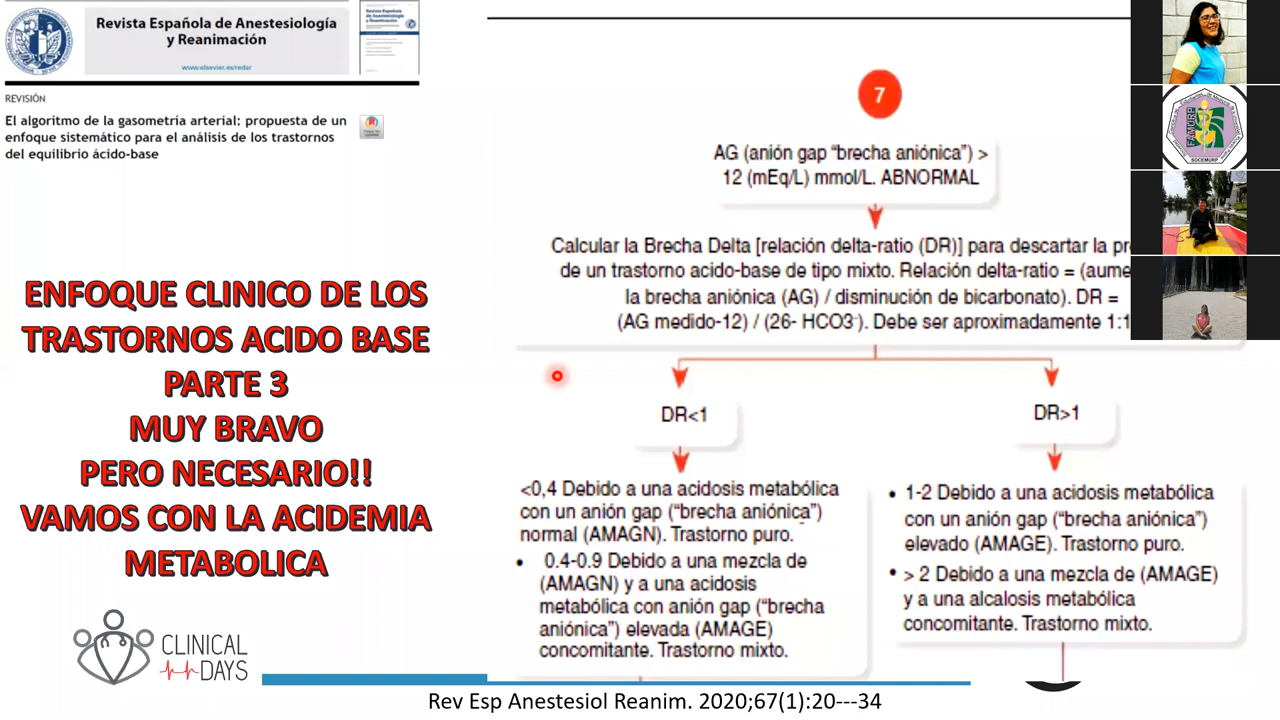 Revista Española de Anestesiología
y Reanimación
www.elsevier.es/redar
REVISIÓN
El algoritmo de la gasometría arterial: propuesta de un
enfoque sistemático para el análisis de los trastornos
del equilibrio ácido-base
ENFOQUE CLINICO DE LOS
TRASTORNOS ACIDO BASE
PARTE 3
MUY BRAVO
PERO NECESARIO!!
VAMOS CON LA ACIDEMIA
METABOLICA
CLINICAL
DAYS
7
AG (anión gap “brecha aniónica”) >
12 (mEq/L) mmol/L. ABNORMAL
Calcular la Brecha Delta [relación delta-ratio (DR)] para descartar la
de un trastorno acido-base de tipo mixto. Relación delta-ratio =
la brecha aniónica (AG) / disminución de bicarbonato). DR =
(AG medido-12) / (26- HCO3-). Debe ser aproximadamente 1:1
DR<1
<0,4 Debido a una acidosis metabólica
con un anión gap (“brecha aniónica”)
normal (AMAGN). Trastorno puro.
• 0.4-0.9 Debido a una mezcla de
(AMAGN) y a una acidosis
metabólica con anión gap (“brecha
aniónica”) elevada (AMAGE)
concomitante. Trastorno mixto.
DR>1
• 1-2 Debido a una acidosis metabólica
con un anión gap (“brecha aniónica”)
elevado (AMAGE). Trastorno puro.
• > 2 Debido a una mezcla de (AMAGE)
y a una alcalosis metabólica
concomitante. Trastorno mixto.
Rev Esp Anestesiol Reanim. 2020;67(1):20---34
FAMURP
SOCEMURP